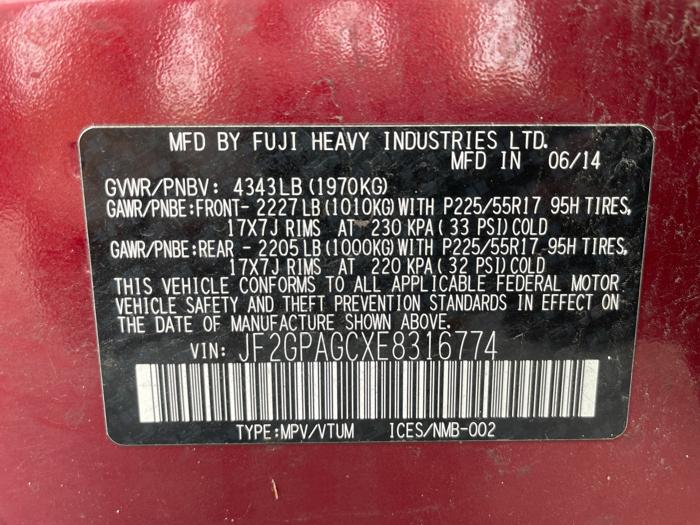 MFD BY FUJI HEAVY INDUSTRIES LTD.
MFD IN 06/14
GVWR/PNBV: 4343LB(1970KG)
GAWR/PNBE:FRONT- 2227LB(1010KG)WITH P225/55R17 95H TIRES,
17X7J RIMS AT 230 KPA( 33 PSI)COLD
GAWR/PNBE:REAR - 2205LB(1000KG)WITH P225/55R17 95H TIRES,
17X7J RIMS AT 220 KPA( 32 PSI)COLD
THIS VEHICLE CONFORMS TO ALL APPLICABLE FEDERAL MOTOR
VEHICLE SAFETY AND THEFT PREVENTION STANDARDS IN EFFECT ON
THE DATE OF MANUFACTURE SHOWN ABOVE.
VIN: JF2GPAGCXE8316774
TYPE:MPV/VTUM ICES/NMB-002